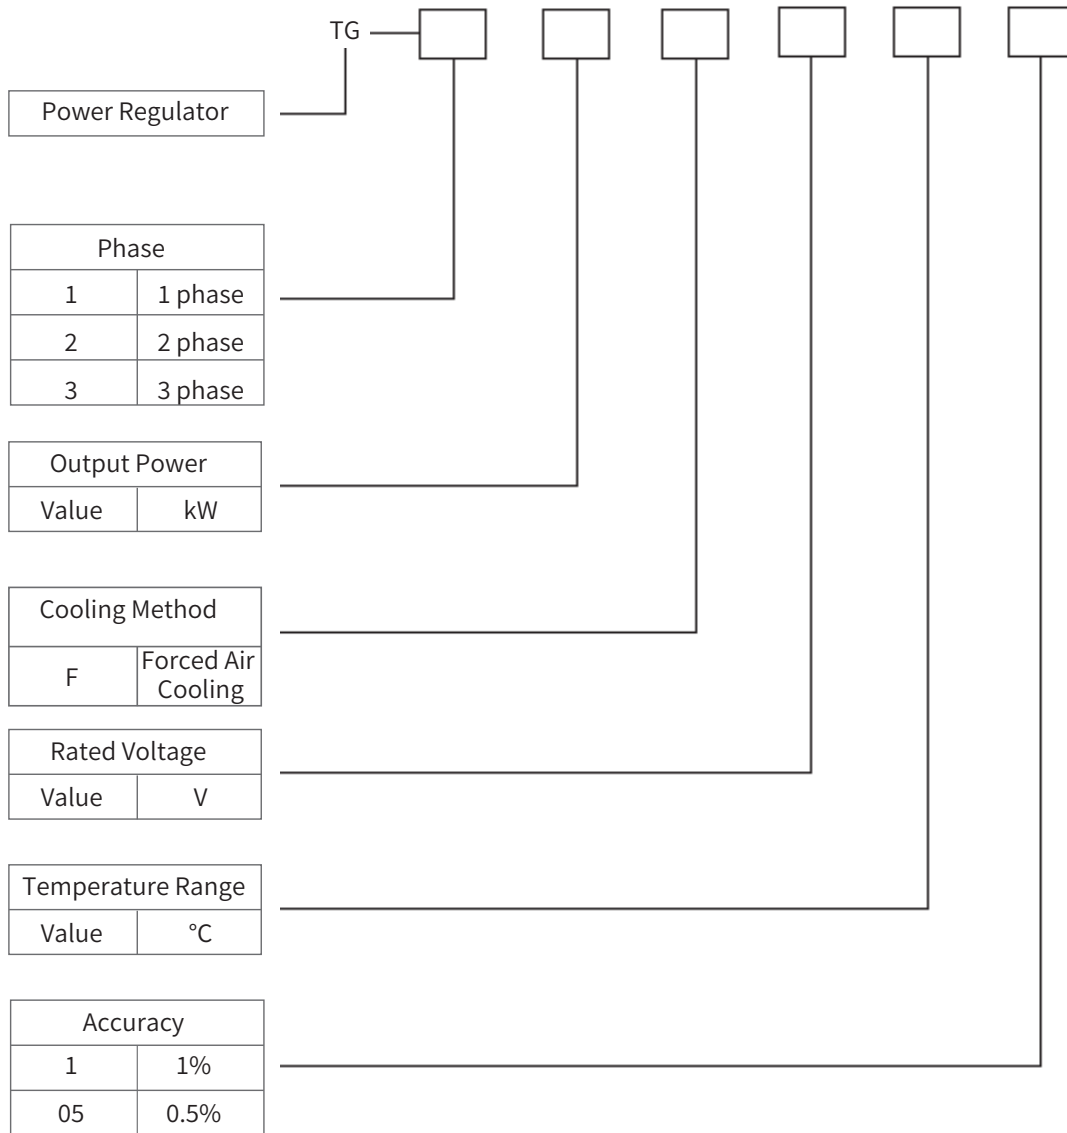 TG
Power Regulator
Phase
1 1 phase
2 2 phase
3 3 phase
Output Power
Value kW
Cooling Method
F Forced Air
Cooling
Rated Voltage
Value V
Temperature Range
Value °C
Accuracy
1 1%
05 0.5%